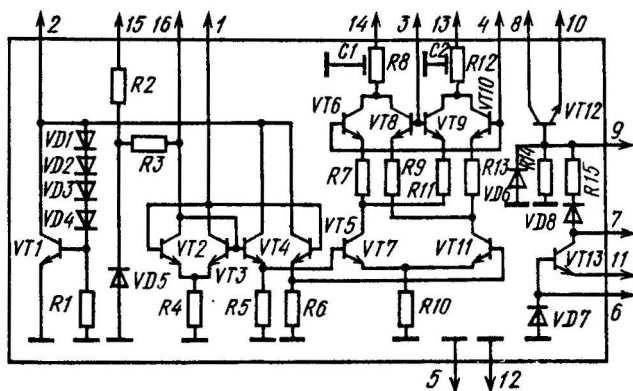 2 15 16 1 14 3 13 4 8 10
C1 R8 C2 R12
R2 VT6 VT8 VT9 VT10 VT12
9
VD1 R3 R14 R15
VD2 R7 R9 R11 R13 VD6
VD3 VD8
VD4 7
VT1 VT2 VT3 VT4 VT5 VT7 VT11 VT13
11
R1 VD5 R4 R5 R6 R10 VD7 6
5 12